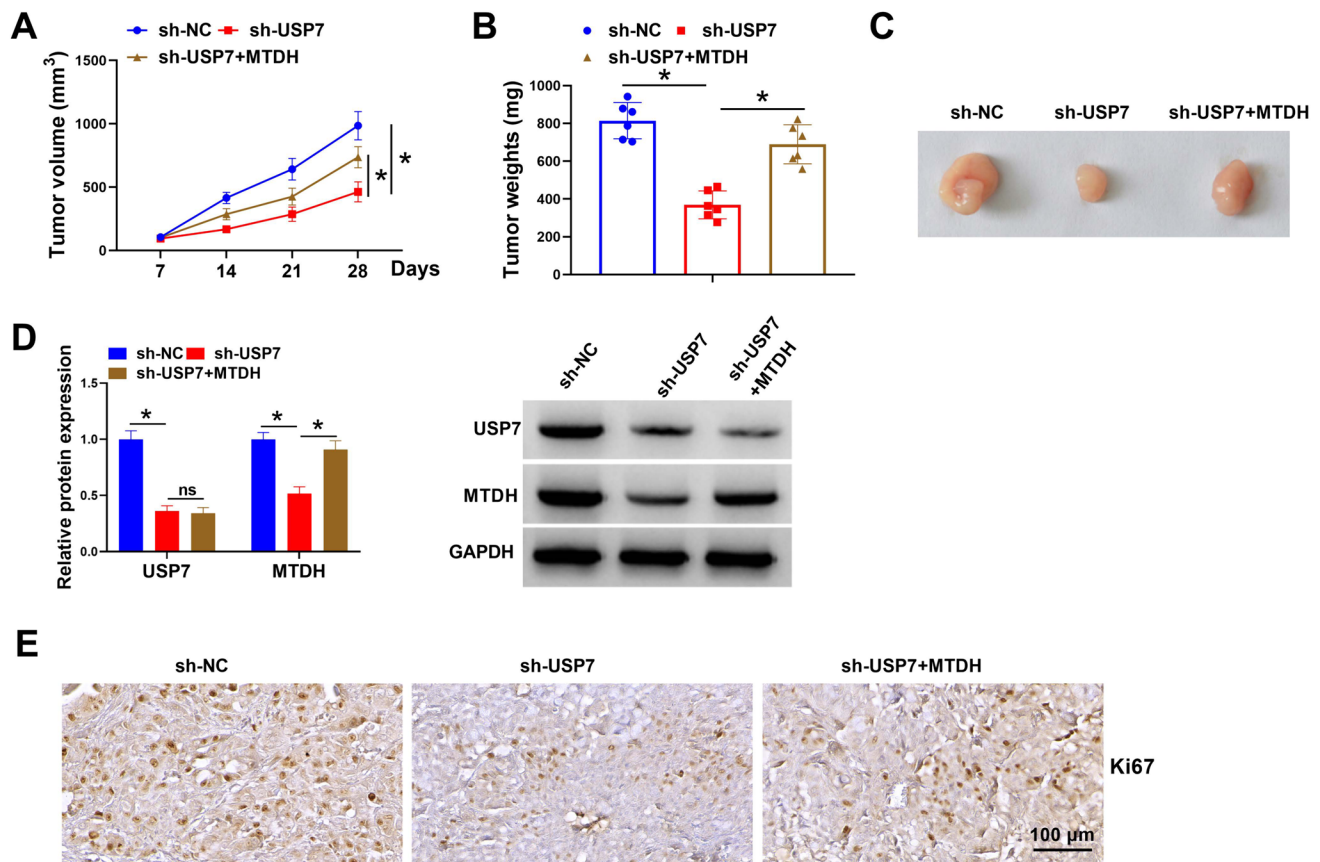 A
sh-NC sh-USP7
sh-USP7+MTDH
Tumor volume (mm³)
1500
1000
500
0
7 14 21 28 Days
*
*
B
sh-NC sh-USP7
sh-USP7+MTDH
Tumor weights (mg)
1000
800
600
400
200
0
*
*
C
sh-NC sh-USP7 sh-USP7+MTDH
D
sh-NC sh-USP7
sh-USP7+MTDH
Relative protein expression
1.5
1.0
0.5
0.0
* ns * *
USP7 MTDH
sh-NC
sh-USP7
sh-USP7
+MTDH
USP7
MTDH
GAPDH
E
sh-NC sh-USP7 sh-USP7+MTDH
Ki67
100 µm